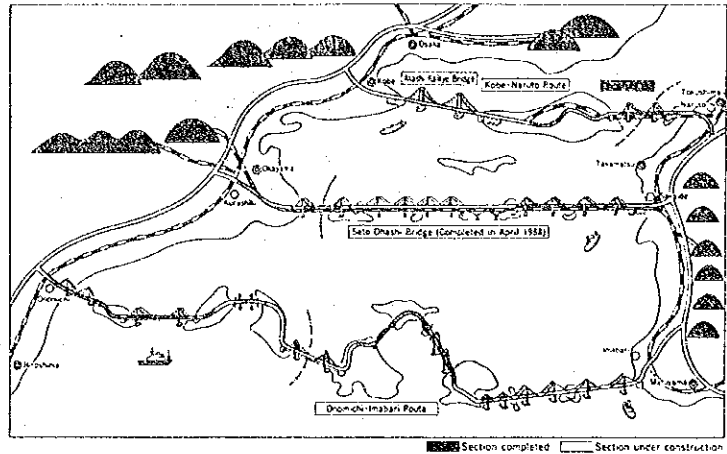 Osaka
Kobe
Akashi Kaikyo Bridge
Kobe-Naruto Route
Tokushima
Naruto
Takamatsu
Okayama
Kurashiki
Seto Ohashi Bridge (Completed in April 1988)
Onomichi
Hiroshima
Imabari
Matsuyama
Onomichi-Imabari Route
Section completed
Section under construction